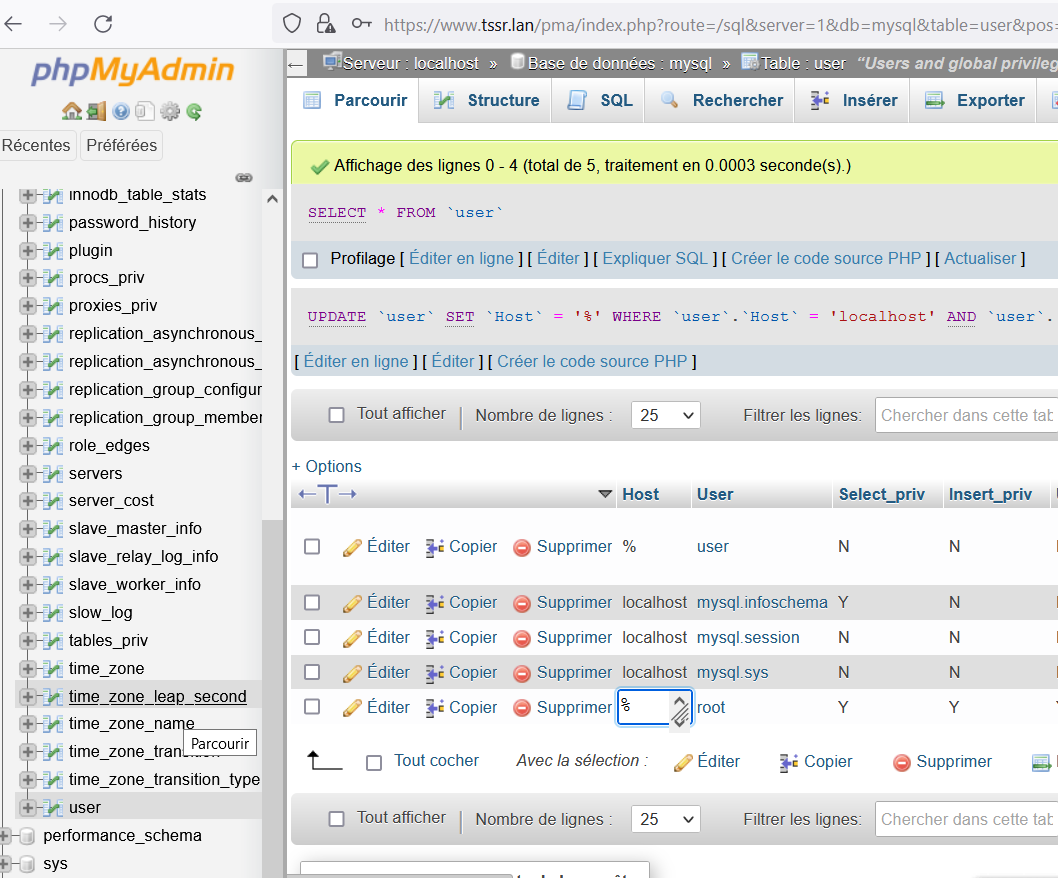 https://www.tssr.lan/pma/index.php?route=/sql&server=1&db=mysql&table=user&pos=
phpMyAdmin
Récentes Préférées
innodb_table_stats
password_history
plugin
procs_priv
proxies_priv
replication_asynchronous_
replication_asynchronous_
replication_group_configur
replication_group_member
role_edges
servers
server_cost
slave_master_info
slave_relay_log_info
slave_worker_info
slow_log
tables_priv
time_zone
time_zone_leap_second
time_zone_name
time_zone_transition
Parcourir
time_zone_transition_type
user
performance_schema
sys
Serveur : localhost » Base de données : mysql » Table : user "Users and global privileg
Parcourir Structure SQL Rechercher Insérer Exporter
Affichage des lignes 0 - 4 (total de 5, traitement en 0.0003 seconde(s).)
SELECT * FROM `user`
Profilage [ Éditer en ligne ] [ Éditer ] [ Expliquer SQL ] [ Créer le code source PHP ] [ Actualiser ]
UPDATE `user` SET `Host` = '%' WHERE `user`.`Host` = 'localhost' AND `user`.
[ Éditer en ligne ] [ Éditer ] [ Créer le code source PHP ]
Tout afficher | Nombre de lignes : 25 Filtrer les lignes: Chercher dans cette tab
+ Options
←T→ Host User Select_priv Insert_priv
Éditer Copier Supprimer % user N N
Éditer Copier Supprimer localhost mysql.infoschema Y N
Éditer Copier Supprimer localhost mysql.session N N
Éditer Copier Supprimer localhost mysql.sys N N
Éditer Copier Supprimer % root Y Y
Tout cocher Avec la sélection : Éditer Copier Supprimer
Tout afficher | Nombre de lignes : 25 Filtrer les lignes: Chercher dans cette tab